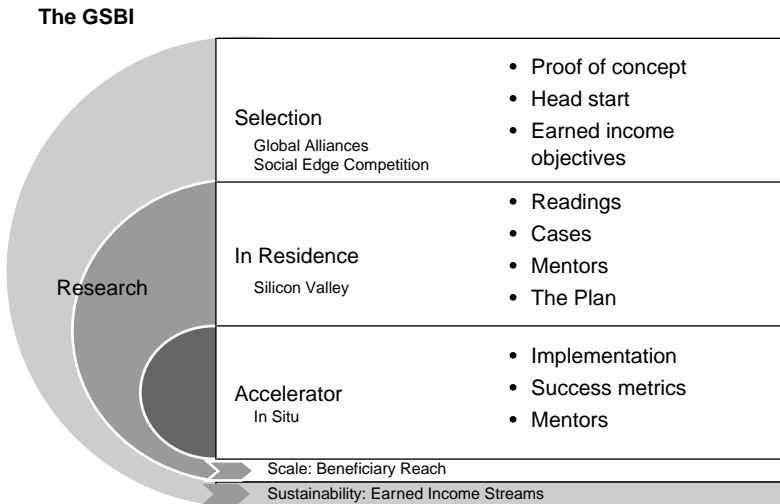 The GSBI
Research
Selection
Global Alliances
Social Edge Competition
• Proof of concept
• Head start
• Earned income
objectives
In Residence
Silicon Valley
• Readings
• Cases
• Mentors
• The Plan
Accelerator
In Situ
• Implementation
• Success metrics
• Mentors
Scale: Beneficiary Reach
Sustainability: Earned Income Streams